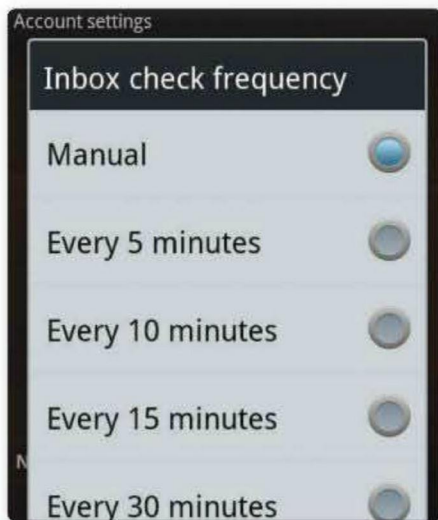 Account settings
Inbox check frequency
Manual
Every 5 minutes
Every 10 minutes
Every 15 minutes
N
Every 30 minutes